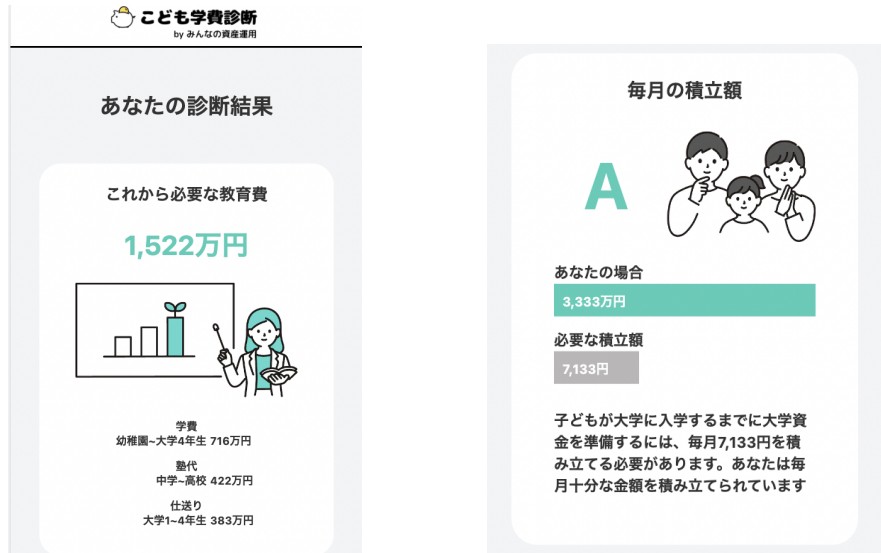 こども学費診断
by みんなの資産運用
あなたの診断結果
これから必要な教育費
1,522万円
学費
幼稚園~大学4年生 716万円
塾代
中学~高校 422万円
仕送り
大学1~4年生 383万円
毎月の積立額
A
あなたの場合
3,333万円
必要な積立額
7,133円
子どもが大学に入学するまでに大学資
金を準備するには、毎月7,133円を積
み立てる必要があります。あなたは毎
月十分な金額を積み立てられています